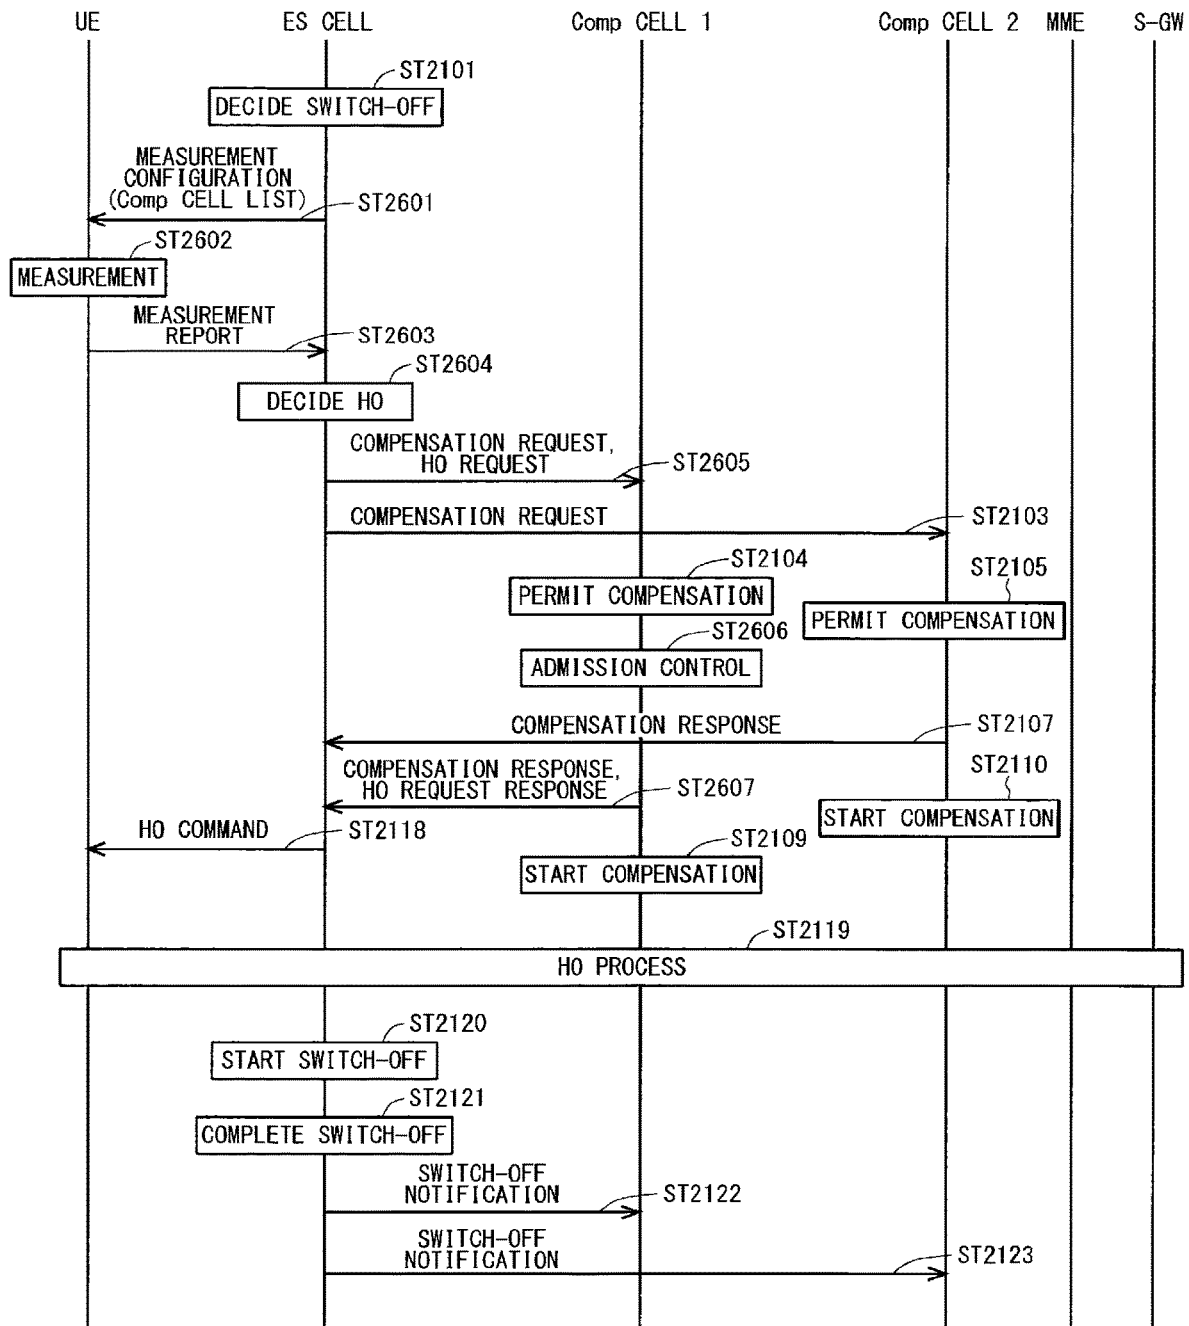 UE
ES CELL
Comp CELL 1
Comp CELL 2
MME
S-GW
ST2101
DECIDE SWITCH-OFF
MEASUREMENT
CONFIGURATION
(Comp CELL LIST)
ST2601
ST2602
MEASUREMENT
MEASUREMENT
REPORT
ST2603
ST2604
DECIDE HO
COMPENSATION REQUEST,
HO REQUEST
ST2605
COMPENSATION REQUEST
ST2103
ST2104
PERMIT COMPENSATION
ST2105
PERMIT COMPENSATION
ST2606
ADMISSION CONTROL
COMPENSATION RESPONSE
ST2107
COMPENSATION RESPONSE,
HO REQUEST RESPONSE
ST2607
ST2110
START COMPENSATION
HO COMMAND
ST2118
ST2109
START COMPENSATION
ST2119
HO PROCESS
ST2120
START SWITCH-OFF
ST2121
COMPLETE SWITCH-OFF
SWITCH-OFF
NOTIFICATION
ST2122
SWITCH-OFF
NOTIFICATION
ST2123